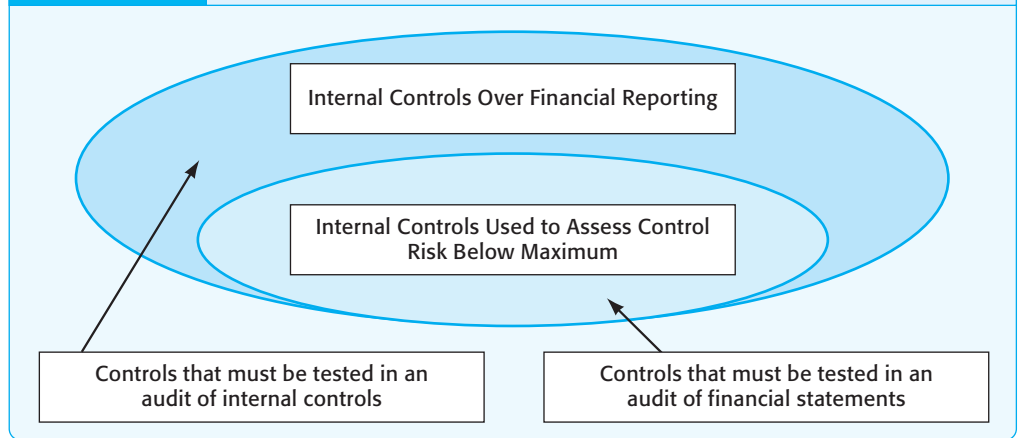 Internal Controls Over Financial Reporting
Internal Controls Used to Assess Control
Risk Below Maximum
Controls that must be tested in an
audit of internal controls
Controls that must be tested in an
audit of financial statements